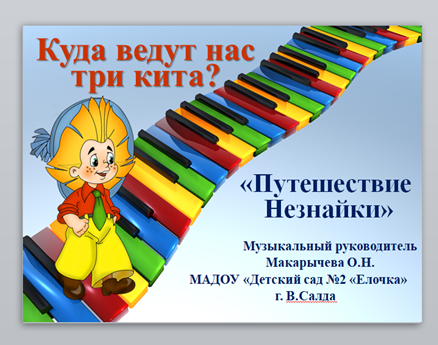 Куда ведут нас
три кита?
«Путешествие
Незнайки»
Музыкальный руководитель
Макарычева О.Н.
МАДОУ «Детский сад №2 «Елочка»
г. В.Салда